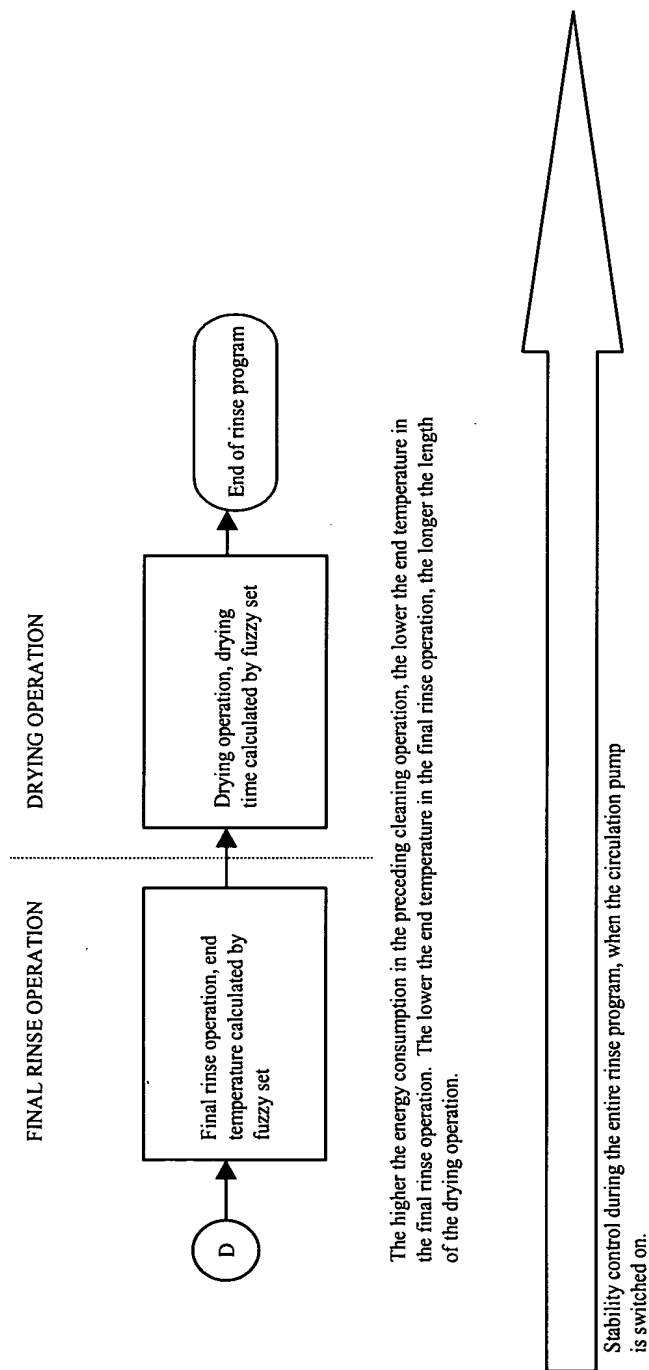 FINAL RINSE OPERATION
DRYING OPERATION
D
Final rinse operation, end
temperature calculated by
fuzzy set
Drying operation, drying
time calculated by fuzzy set
End of rinse program
The higher the energy consumption in the preceding cleaning operation, the lower the end temperature in
the final rinse operation. The lower the end temperature in the final rinse operation, the longer the length
of the drying operation.
Stability control during the entire rinse program, when the circulation pump
is switched on.